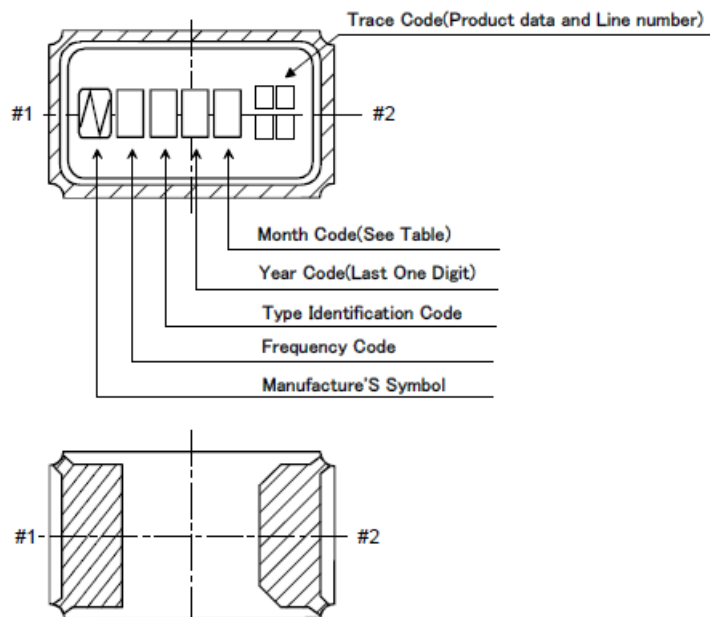 Trace Code(Product data and Line number)
#1 #2
Month Code(See Table)
Year Code(Last One Digit)
Type Identification Code
Frequency Code
Manufacture'S Symbol
#1 #2